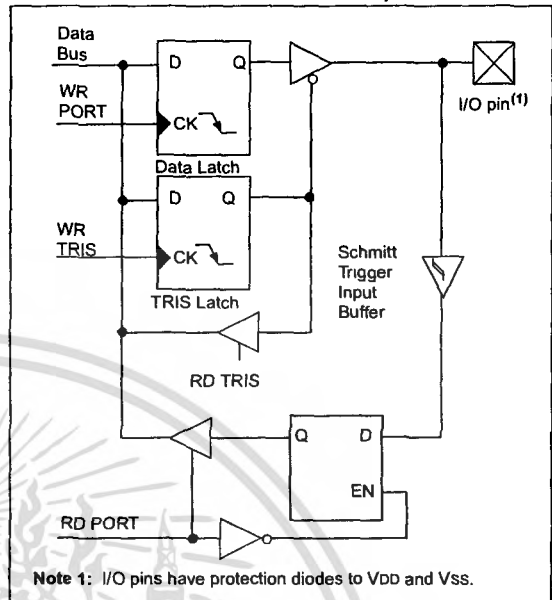 Data
Bus
D Q
WR
PORT
CK
I/O pin(1)
Data Latch
D Q
WR
TRIS
CK
TRIS Latch
Schmitt
Trigger
Input
Buffer
RD TRIS
Q D
EN
RD PORT
Note 1: I/O pins have protection diodes to VDD and VSS.